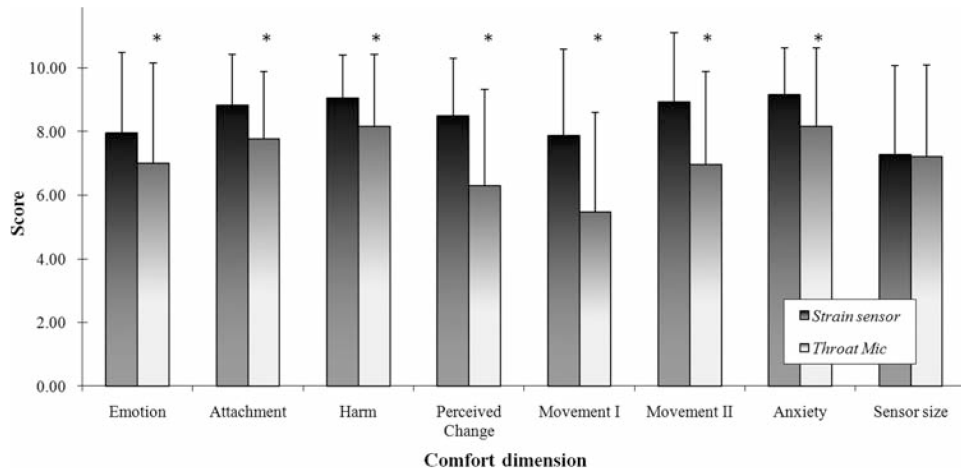 * * * * * * *
10.00
8.00
6.00
4.00
2.00
0.00
Score
Strain sensor
Throat Mic
Emotion Attachment Harm Perceived Change Movement I Movement II Anxiety Sensor size
Comfort dimension